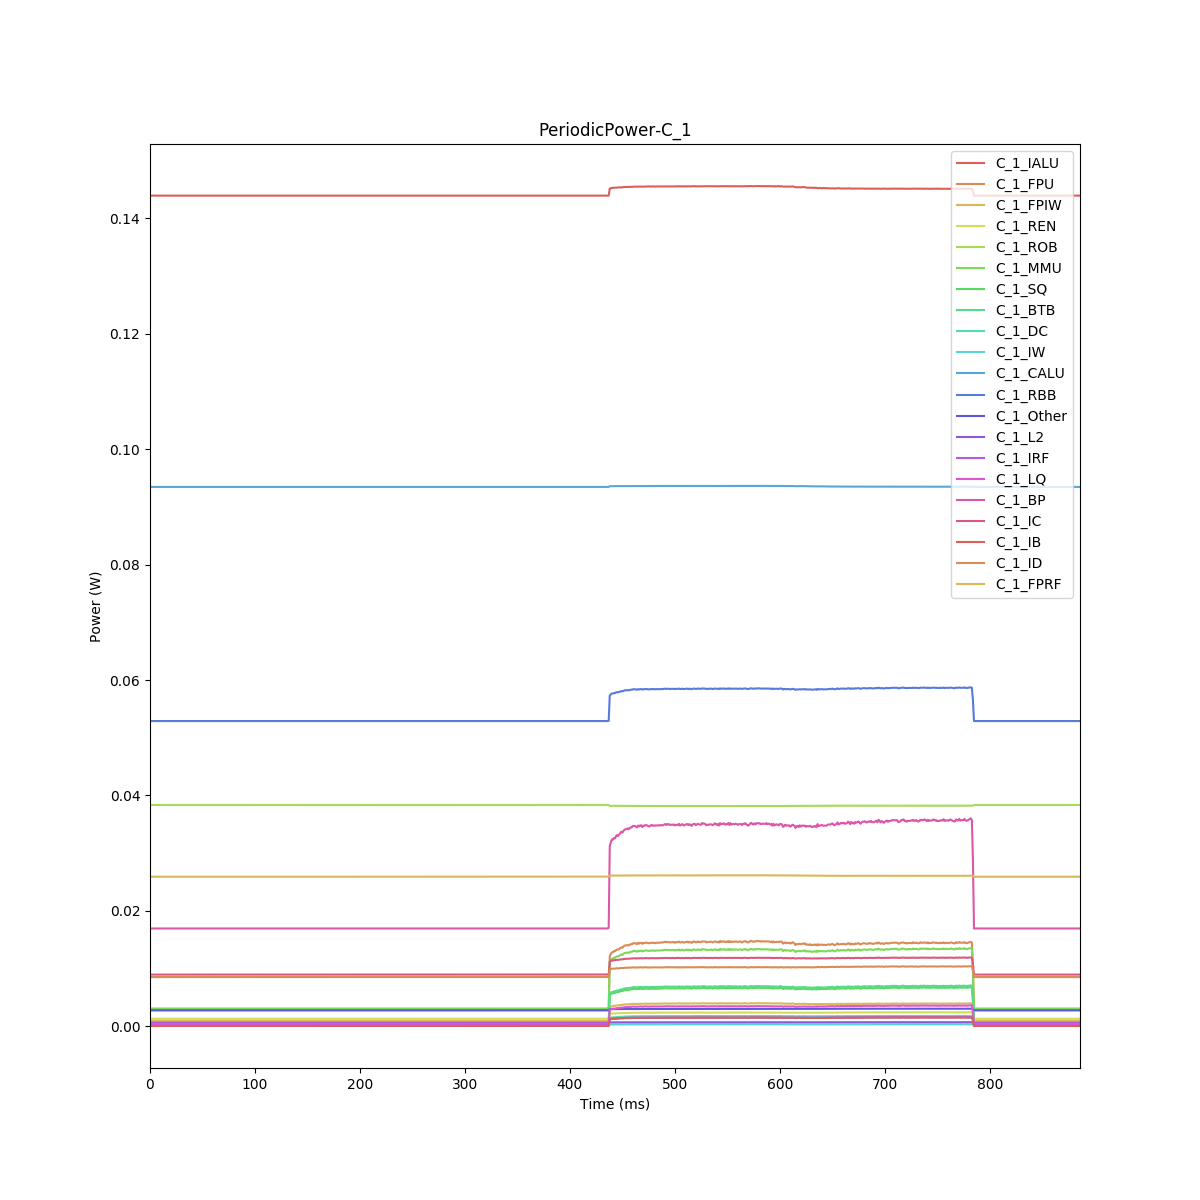 PeriodicPower-C_1
C_1_IALU
C_1_FPU
C_1_FPIW
C_1_REN
C_1_ROB
C_1_MMU
C_1_SQ
C_1_BTB
C_1_DC
C_1_IW
C_1_CALU
C_1_RBB
C_1_Other
C_1_L2
C_1_IRF
C_1_LQ
C_1_BP
C_1_IC
C_1_IB
C_1_ID
C_1_FPRF
0.14
0.12
0.10
0.08
0.06
0.04
0.02
0.00
Power (W)
0 100 200 300 400 500 600 700 800
Time (ms)